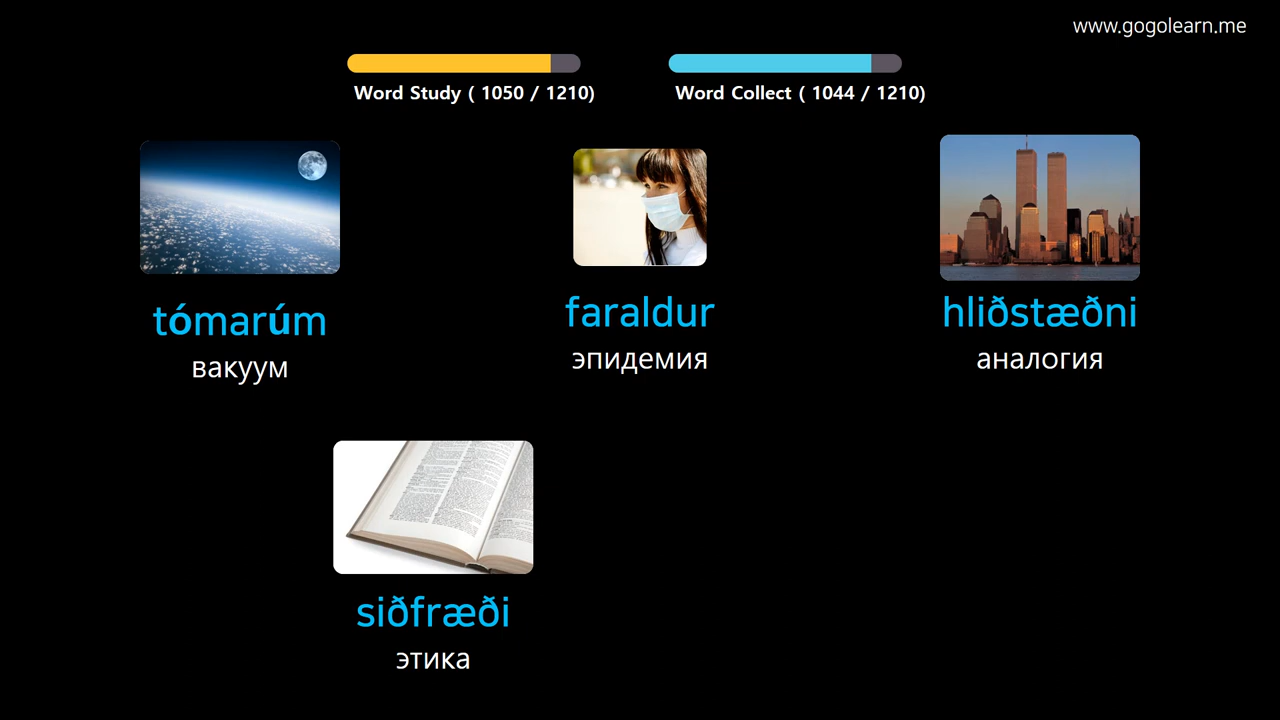 www.gogolearn.me
Word Study ( 1050 / 1210)
Word Collect ( 1044 / 1210)
tómarúm
вакуум
faraldur
эпидемия
hliðstæðni
аналогия
siðfræði
этика